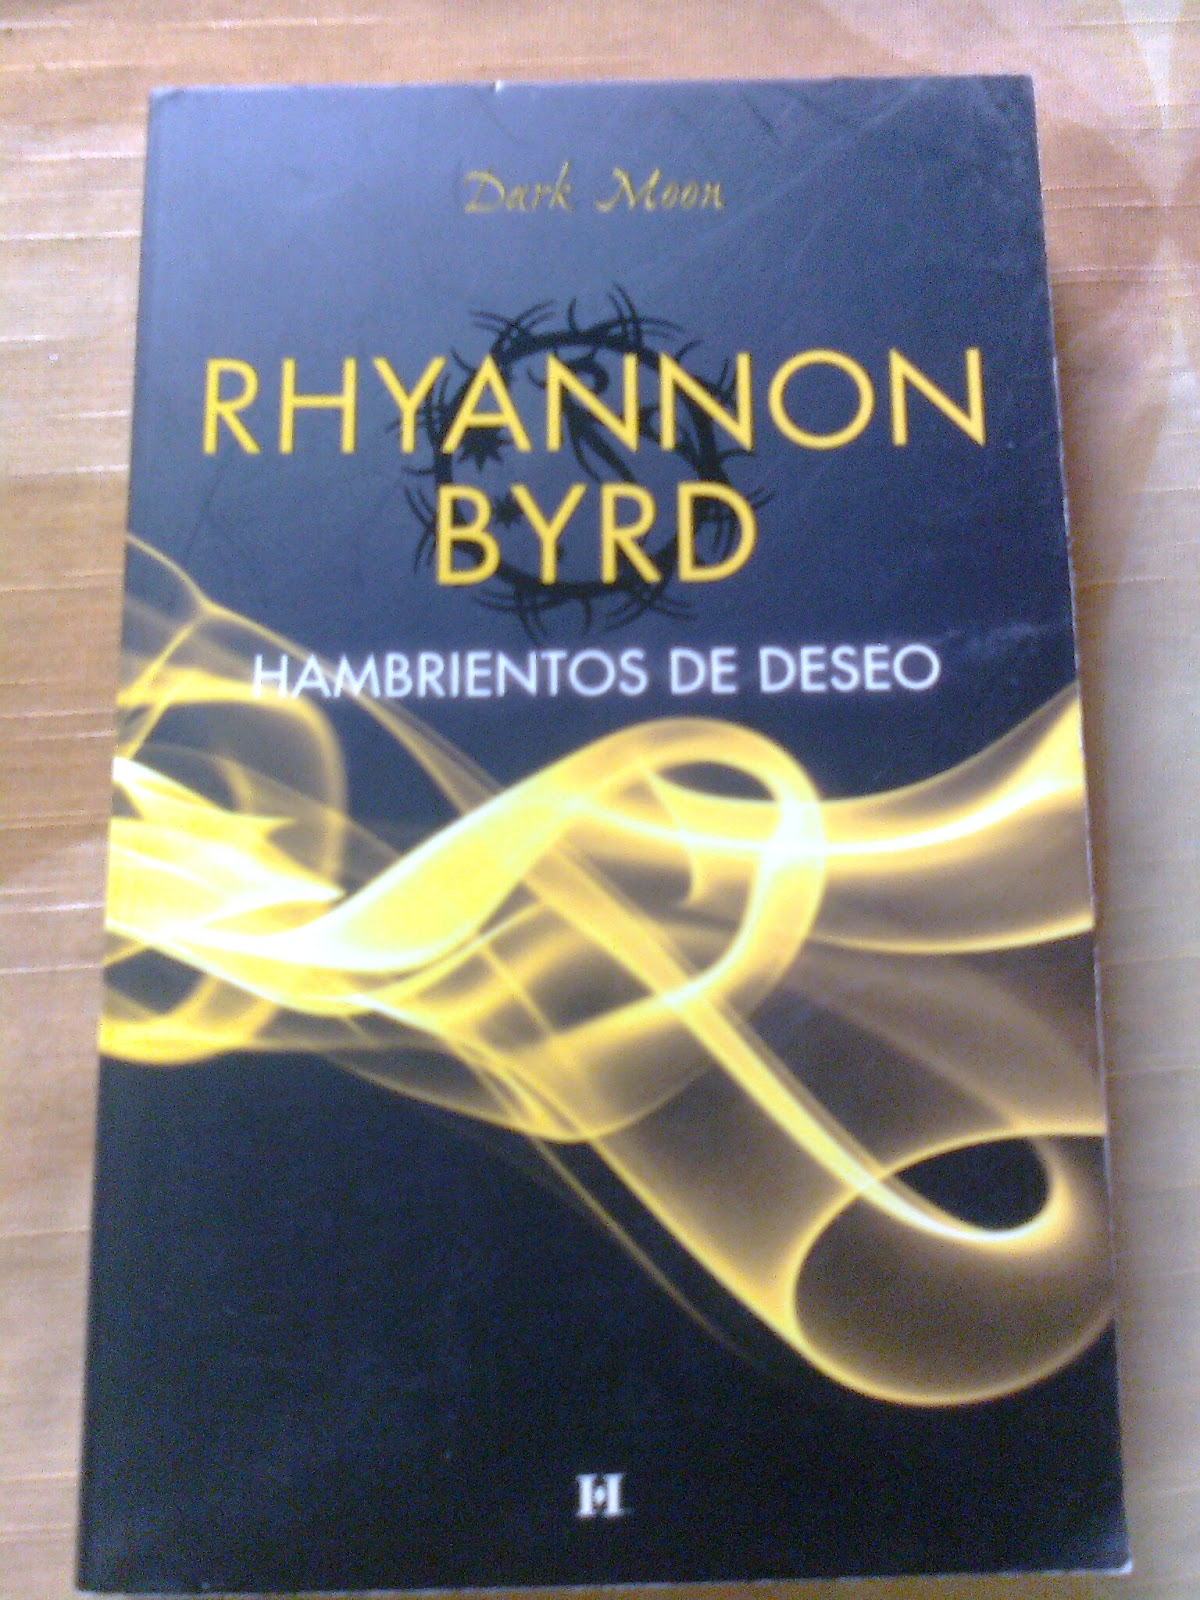 Dark Moon
RHYANNON
BYRD
HAMBRIENTOS DE DESEO
H